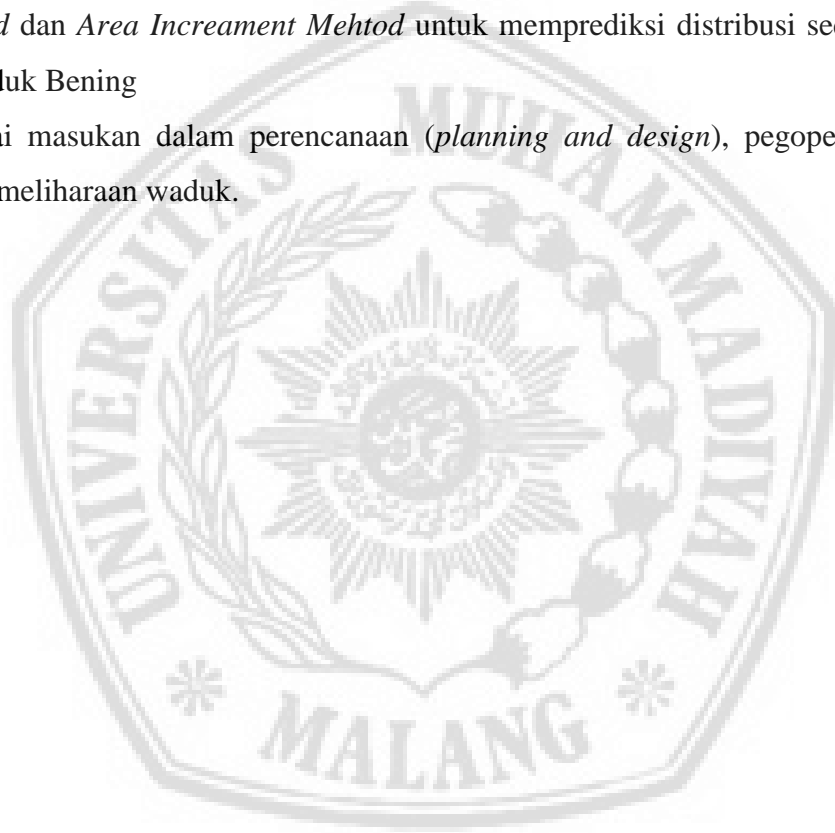 d dan Area Increament Mehtod untuk memprediksi distribusi sec
duk Bening
ai masukan dalam perencanaan (planning and design), pegope
meliharaan waduk.
UNIVERSITAS MUHAMMADIYAH
MALANG